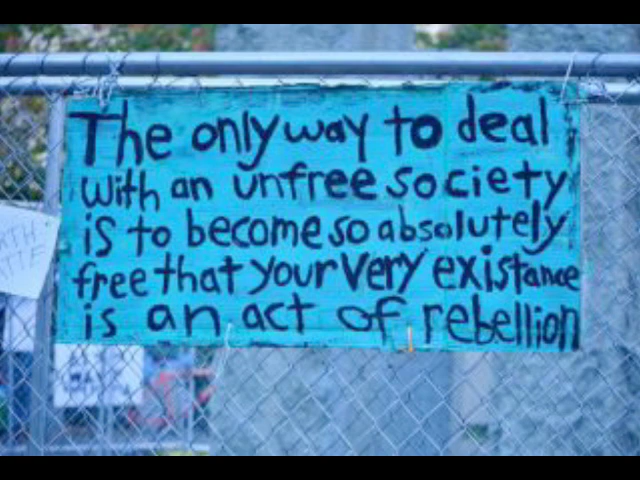 The only way to deal
with an unfree society
is to become so absolutely
free that your very existance
is an act of rebellion